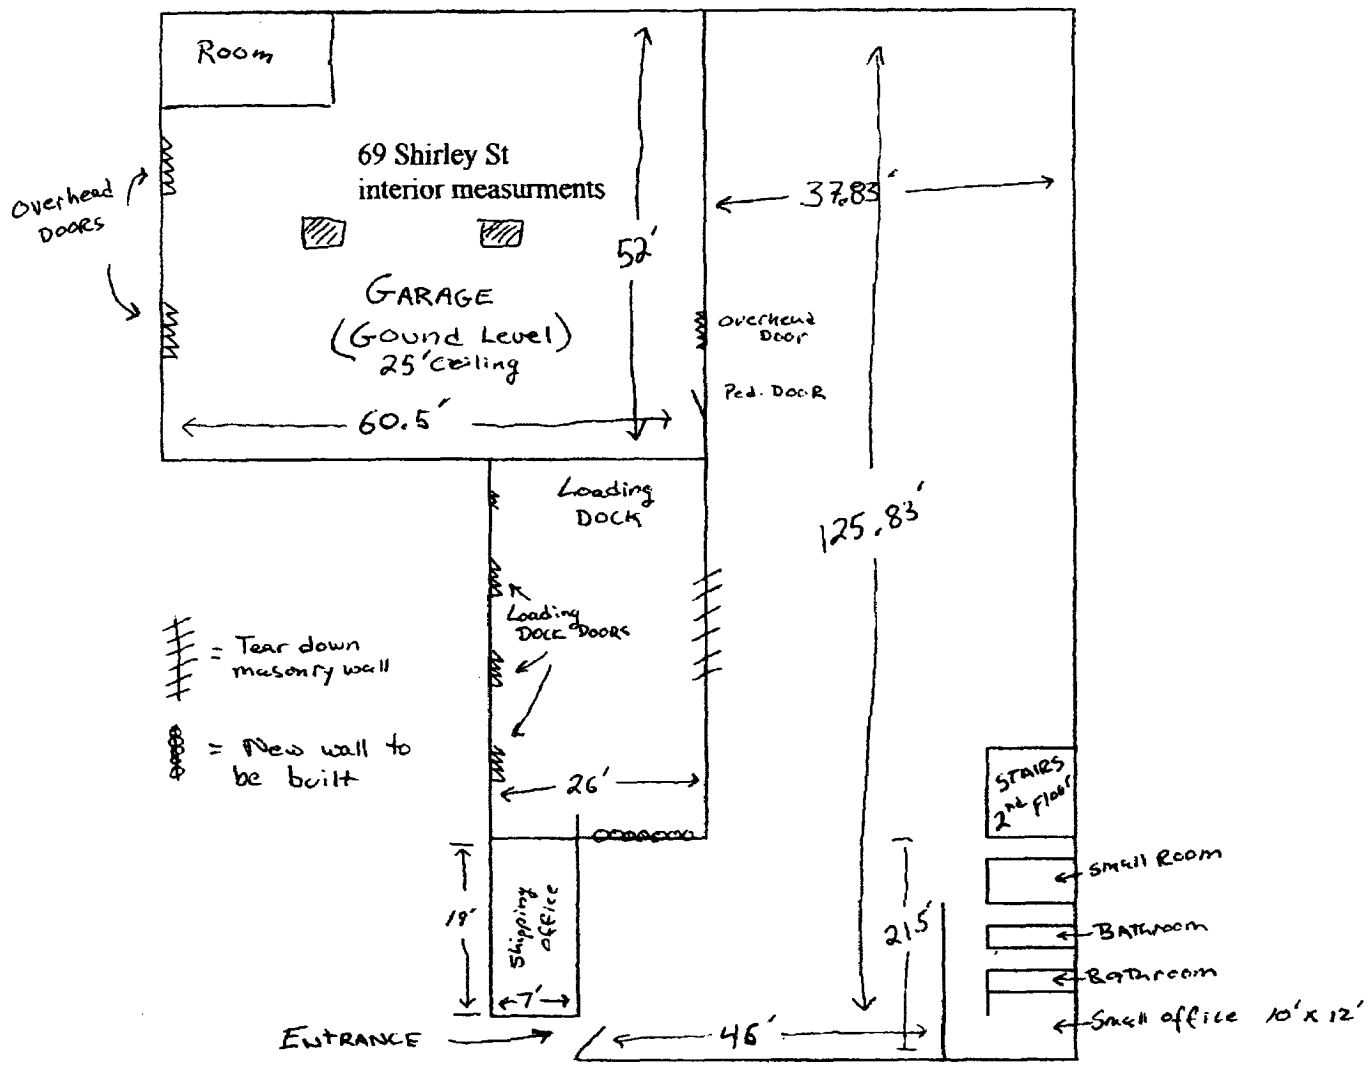 Room
69 Shirley St
interior measurments
Overhead
DOORS
37.83'
52'
GARAGE
(Gound Level)
25' Ceiling
Overhead
Door
Ped. DOOR
60.5'
Loading
DOCK
125.83'
Loading
DOCK DOORS
= Tear down
masonry wall
= New wall to
be built
26'
STAIRS
2nd Floor
small Room
19'
Shipping
office
21.5'
BAThroom
BAThroom
7'
ENTRANCE
46'
Small office 10' x 12'